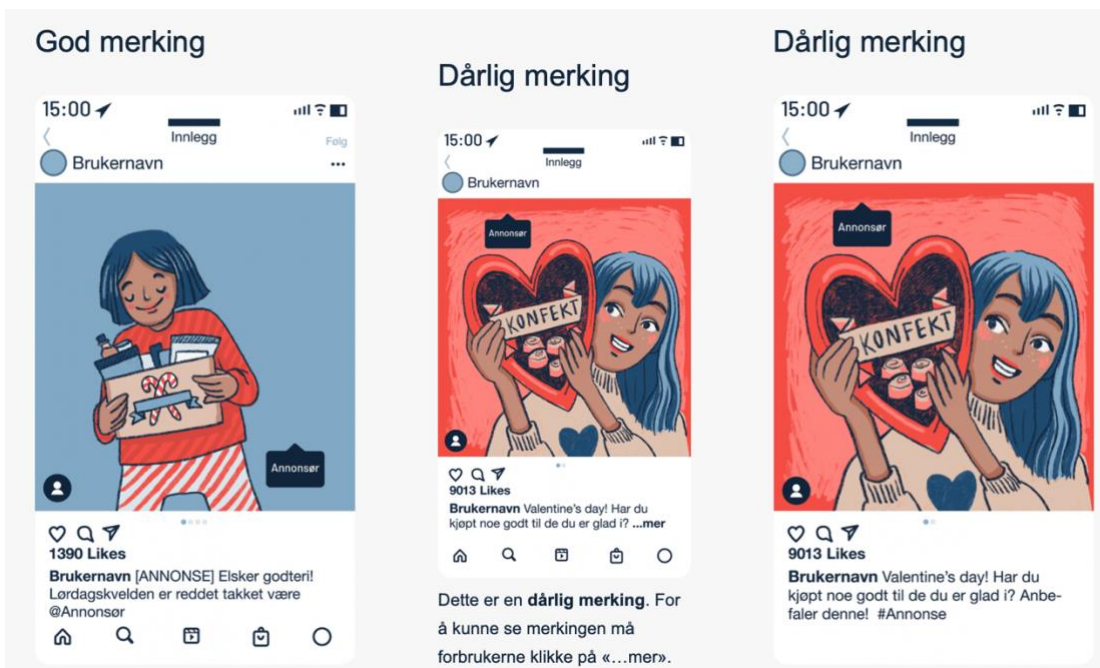 God merking
15:00
Innlegg
Følg
Brukernavn
Annonsør
1390 Likes
Brukernavn [ANNONSE] Elsker godteri!
Lørdagskvelden er reddet takket være
@Annonsør
Dårlig merking
15:00
Innlegg
Brukernavn
Annonsør
KONFEKT
9013 Likes
Brukernavn Valentine's day! Har du
kjøpt noe godt til de du er glad i? ...mer
Dette er en dårlig merking. For
å kunne se merkingen må
forbrukerne klikke på «...mer».
Dårlig merking
15:00
Innlegg
Brukernavn
Annonsør
KONFEKT
9013 Likes
Brukernavn Valentine's day! Har du
kjøpt noe godt til de du er glad i? Anbe-
faler denne! #Annonse